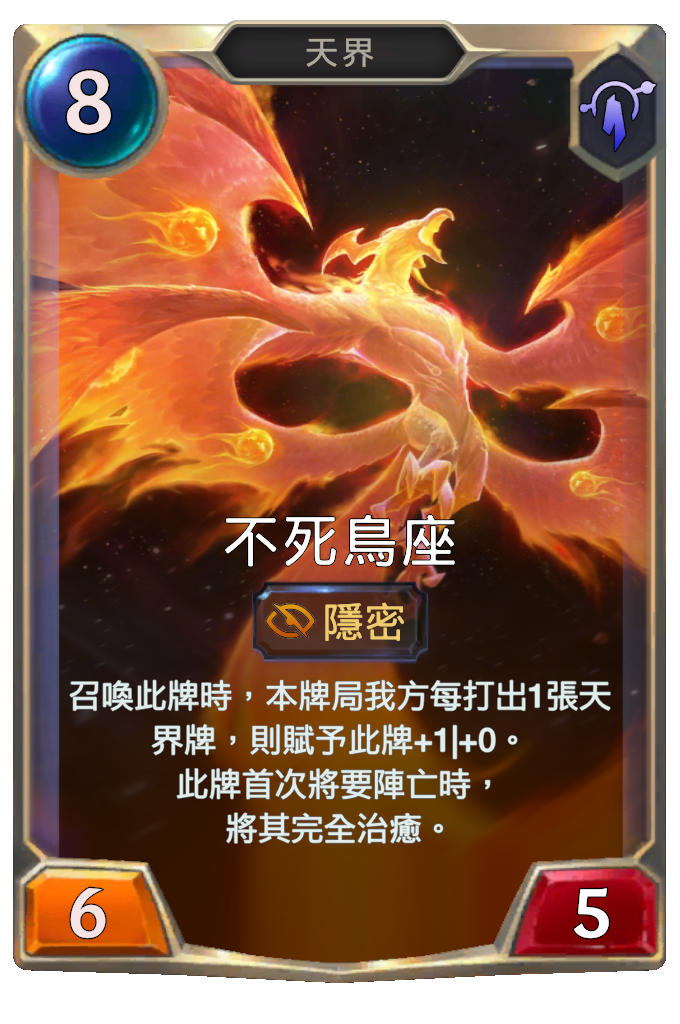 天界
8
不死鳥座
隱密
召喚此牌時，本牌局我方每打出1張天
界牌，則賦予此牌+1|+0。
此牌首次將要陣亡時，
將其完全治癒。
6
5